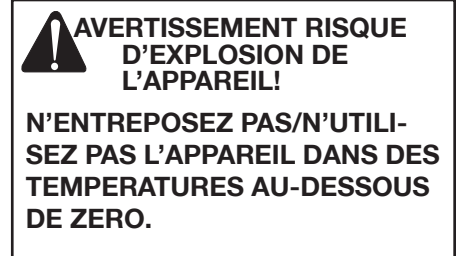 AVERTISSEMENT RISQUE
D'EXPLOSION DE
L'APPAREIL!
N'ENTREPOSEZ PAS/N'UTILI-
SEZ PAS L'APPAREIL DANS DES
TEMPERATURES AU-DESSOUS
DE ZERO.